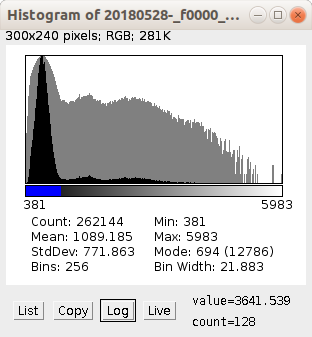 Histogram of 20180528-_f0000_...
300x240 pixels; RGB; 281K
381 5983
Count: 262144 Min: 381
Mean: 1089.185 Max: 5983
StdDev: 771.863 Mode: 694 (12786)
Bins: 256 Bin Width: 21.883
List Copy Log Live value=3641.539
count=128